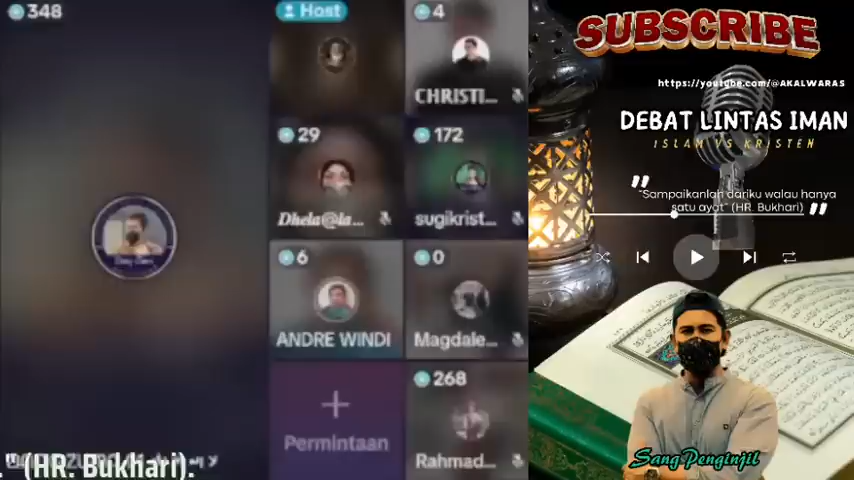 348
Host
4
CHRISTI...
29
Dhela@la...
172
sugikrist...
6
ANDRE WINDI
0
Magdale...
Permintaan
268
Rahmad...
(HR. Bukhari):
SUBSCRIBE
https://youtube.com/@AKALWARAS
DEBAT LINTAS IMAN
ISLAM VS KRISTEN
"Sampaikanlah dariku walau hanya
satu ayat" (HR. Bukhari)
SangPenginjil